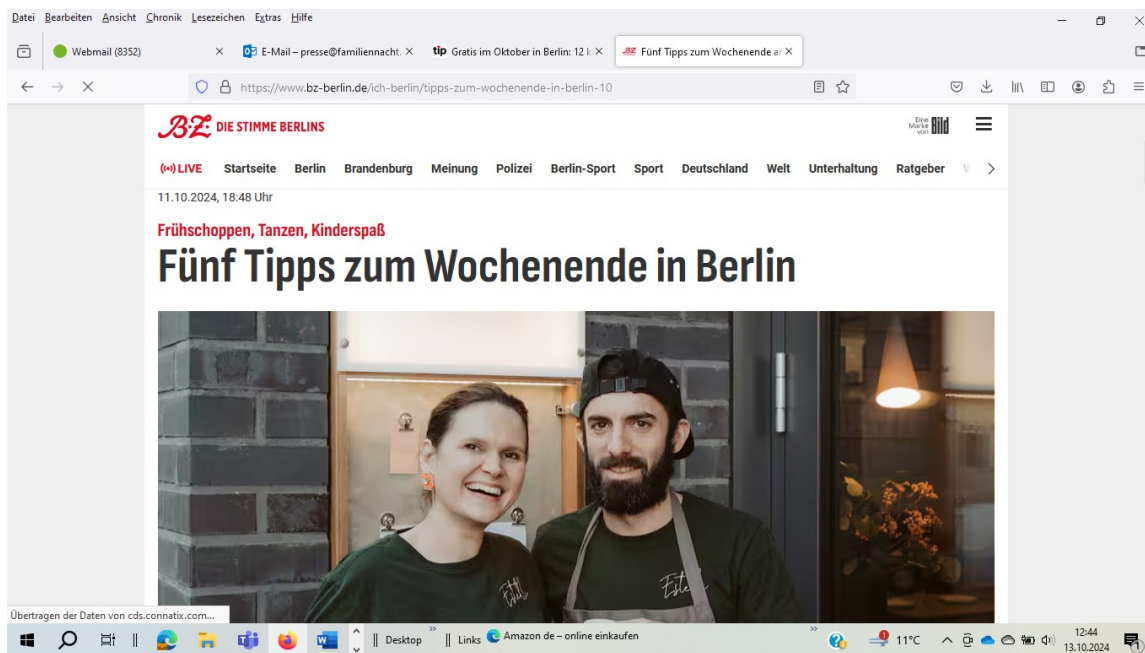 Datei Bearbeiten Ansicht Chronik Lesezeichen Extras Hilfe
Webmail (8352)
E-Mail – presse@familiennacht.
tip Gratis im Oktober in Berlin: 12 k
BZ Fünf Tipps zum Wochenende ar
https://www.bz-berlin.de/ich-berlin/tipps-zum-wochenende-in-berlin-10
B.Z. DIE STIMME BERLINS
Eine Marke von Bild
LIVE Startseite Berlin Brandenburg Meinung Polizei Berlin-Sport Sport Deutschland Welt Unterhaltung Ratgeber
11.10.2024, 18:48 Uhr
Frühschoppen, Tanzen, Kinderspaß
Fünf Tipps zum Wochenende in Berlin
Estel
Übertragen der Daten von cds.connatix.com...
Desktop
Links
Amazon de – online einkaufen
11°C
12:44
13.10.2024
1